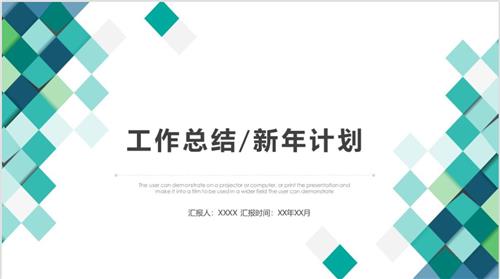 工作总结/新年计划
The user can demonstrate on a projector or computer, or print the presentation and
make it into a film to be used in a wider field the user can demonstrate
汇报人：XXXX 汇报时间：XX年XX月